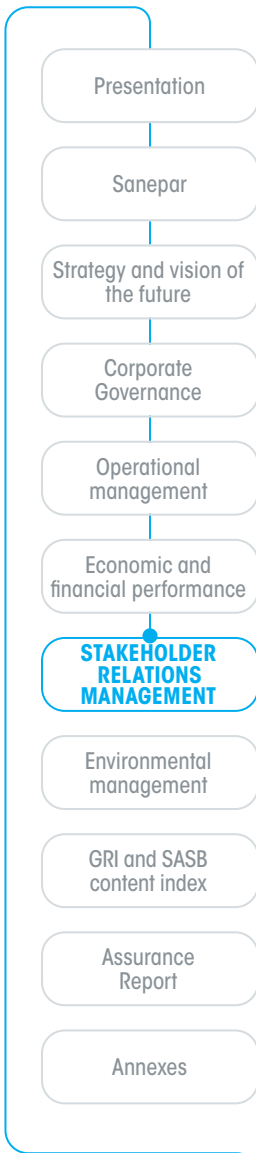 Presentation
Sanepar
Strategy and vision of
the future
Corporate
Governance
Operational
management
Economic and
financial performance
STAKEHOLDER
RELATIONS
MANAGEMENT
Environmental
management
GRI and SASB
content index
Assurance
Report
Annexes